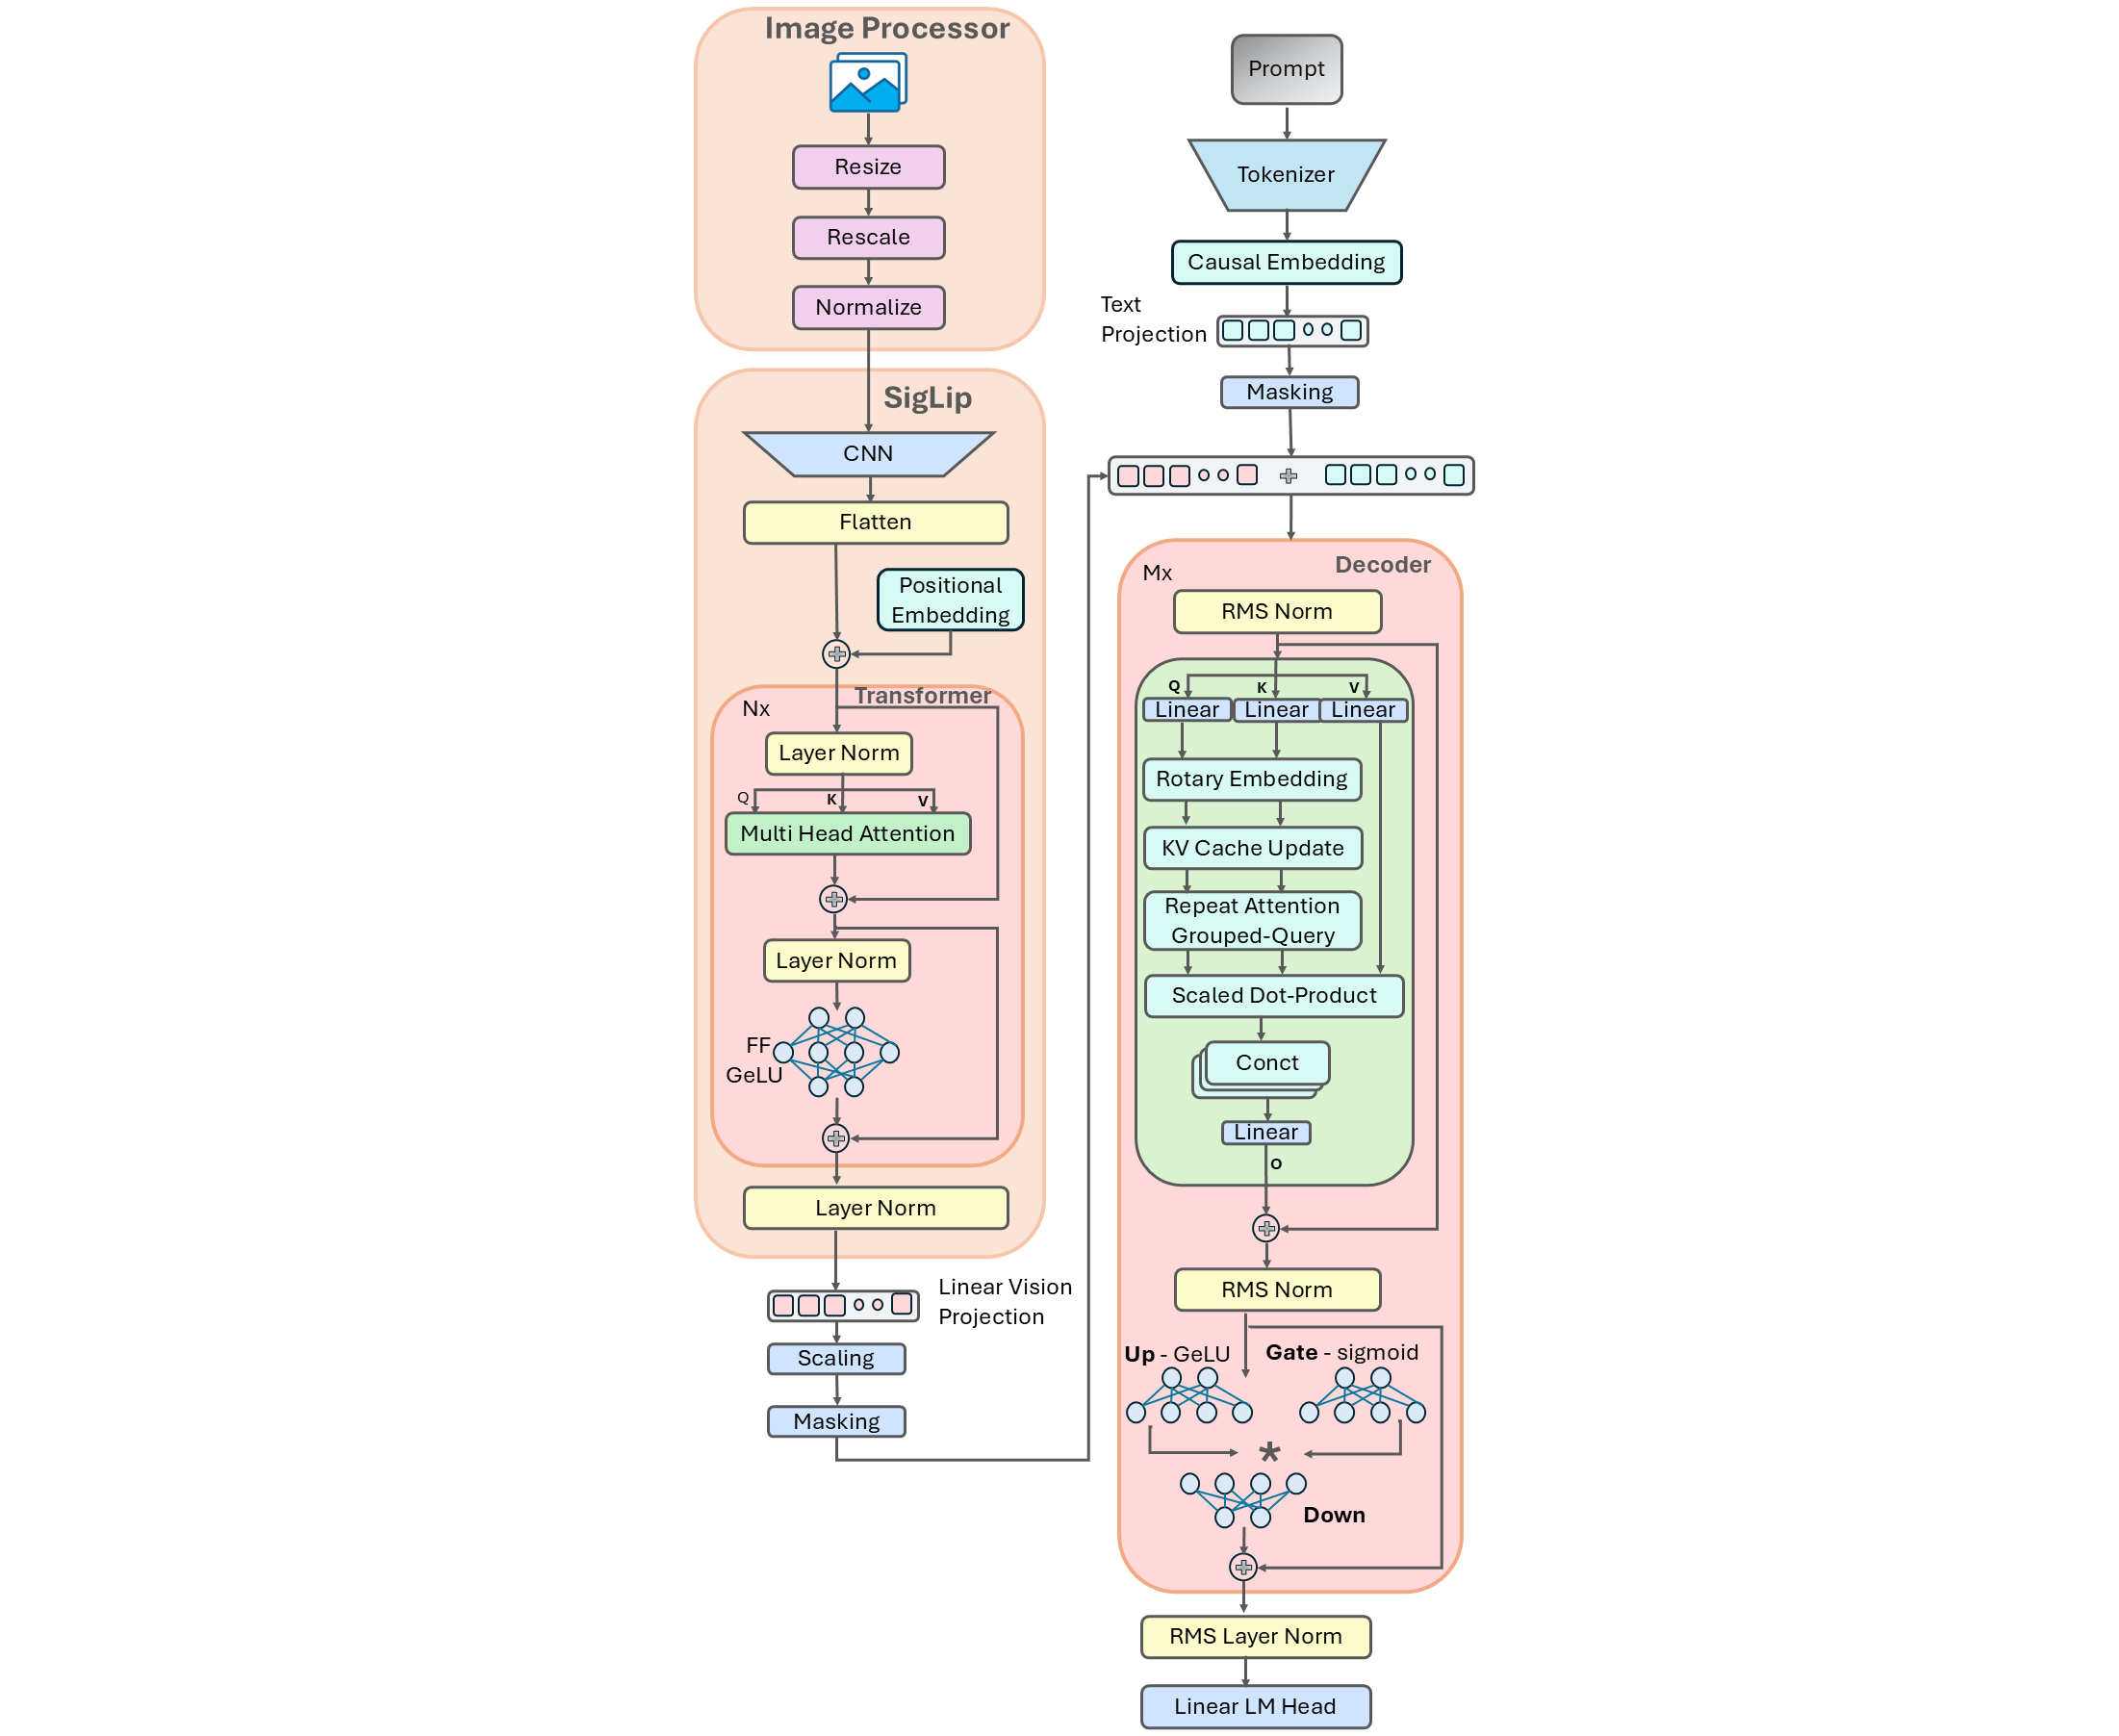 Image Processor
Resize
Rescale
Normalize
SigLip
CNN
Flatten
Positional
Embedding
Transformer
Nx
Layer Norm
Q
K
V
Multi Head Attention
Layer Norm
FF
GeLU
Layer Norm
Linear Vision
Projection
Scaling
Masking
Prompt
Tokenizer
Causal Embedding
Text
Projection
Masking
Decoder
Mx
RMS Norm
Q
K
V
Linear
Linear
Linear
Rotary Embedding
KV Cache Update
Repeat Attention
Grouped-Query
Scaled Dot-Product
Conct
Linear
O
RMS Norm
Up - GeLU
Gate - sigmoid
*
Down
RMS Layer Norm
Linear LM Head